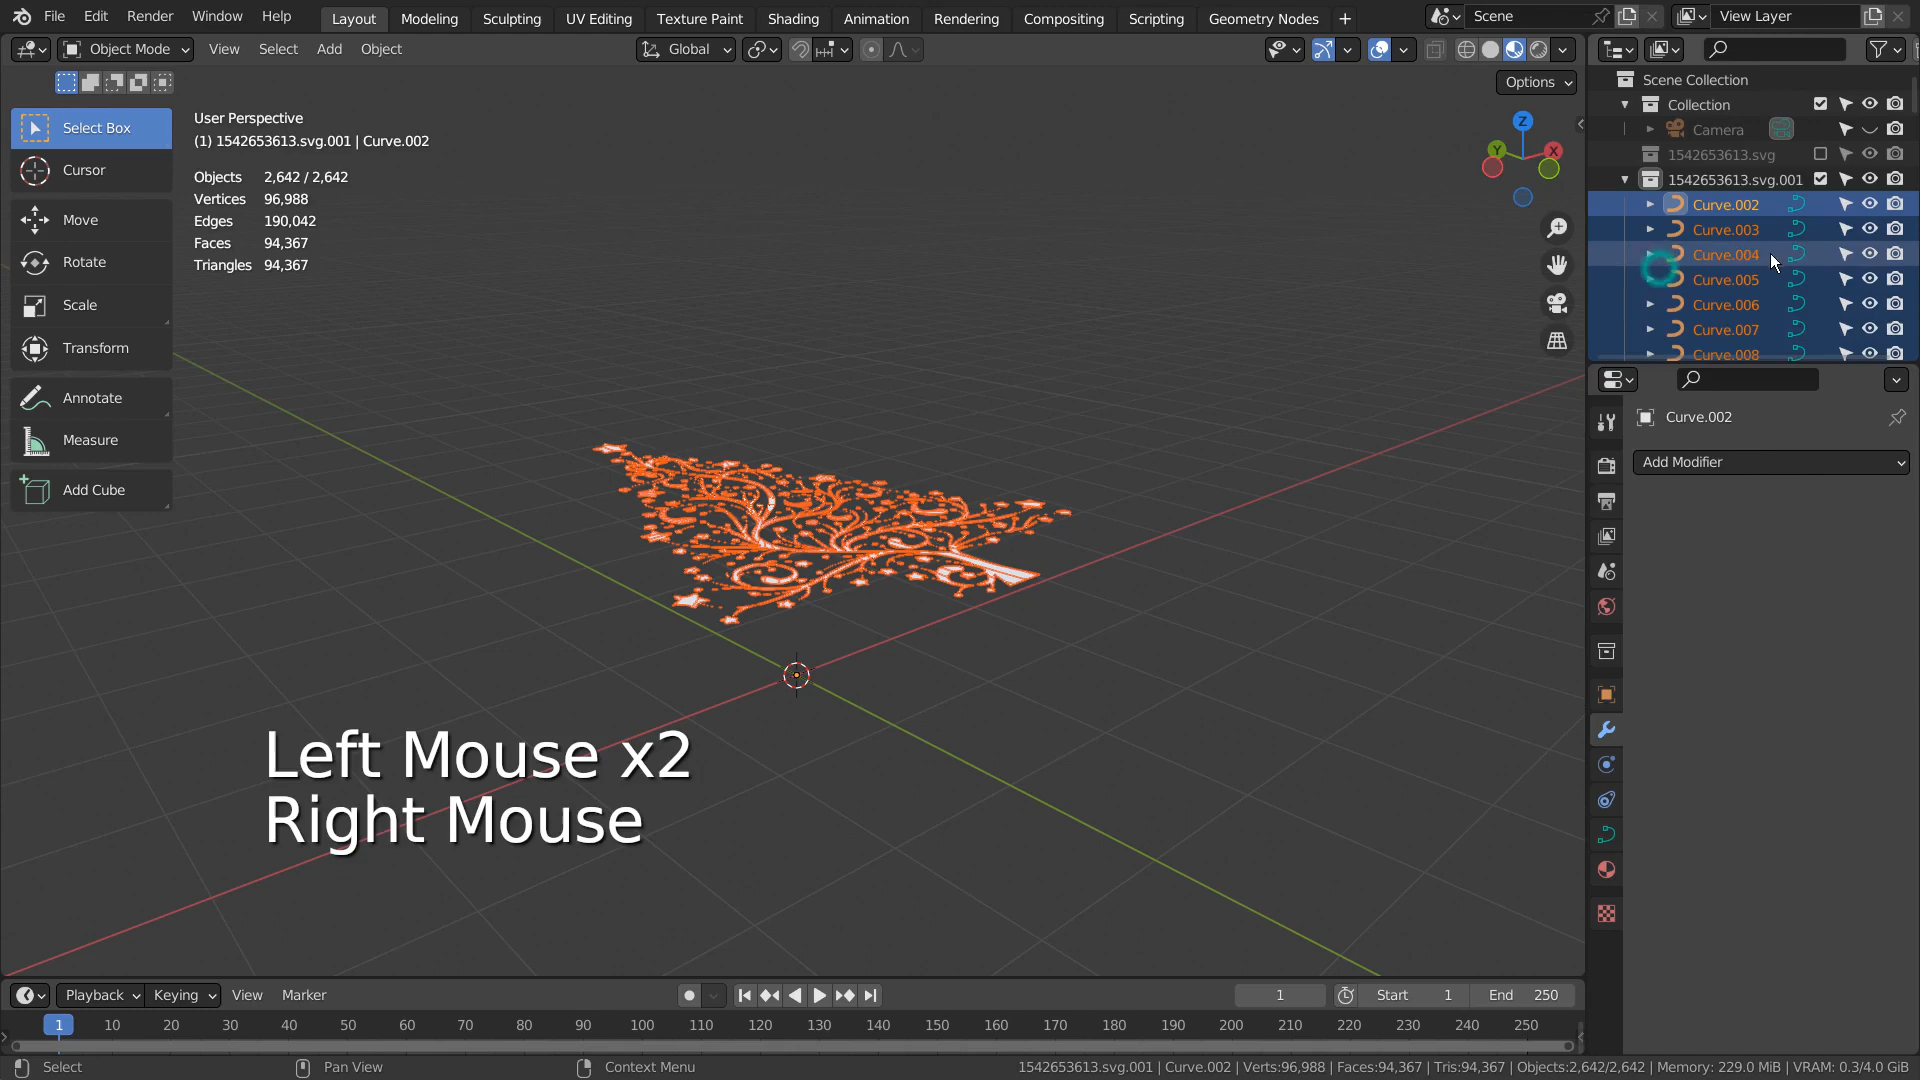 File Edit Render Window Help Layout Modeling Sculpting UV Editing Texture Paint Shading Animation Rendering Compositing Scripting Geometry Nodes Scene View Layer
Object Mode View Select Add Object Global
Options
Select Box
Cursor
Move
Rotate
Scale
Transform
Annotate
Measure
Add Cube
User Perspective
(1) 1542653613.svg.001 | Curve.002
Objects 2,642 / 2,642
Vertices 96,988
Edges 190,042
Faces 94,367
Triangles 94,367
Z
Y
X
Left Mouse x2
Right Mouse
Scene Collection
Collection
Camera
1542653613.svg
1542653613.svg.001
Curve.002
Curve.003
Curve.004
Curve.005
Curve.006
Curve.007
Curve.008
Curve.002
Add Modifier
Playback Keying View Marker 1 Start 1 End 250
1 10 20 30 40 50 60 70 80 90 100 110 120 130 140 150 160 170 180 190 200 210 220 230 240 250
Select Pan View Context Menu 1542653613.svg.001 | Curve.002 | Verts:96,988 | Faces:94,367 | Tris:94,367 | Objects:2,642/2,642 | Memory: 229.0 MiB | VRAM: 0.3/4.0 GiB